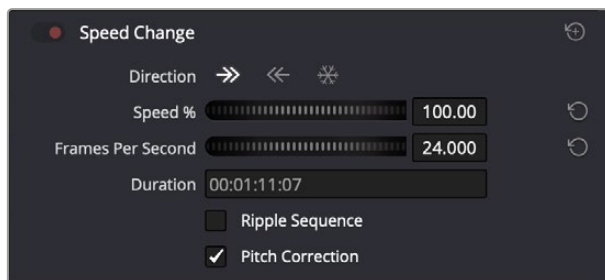 Speed Change
Direction
Speed % 100.00
Frames Per Second 24.000
Duration 00:01:11:07
Ripple Sequence
Pitch Correction